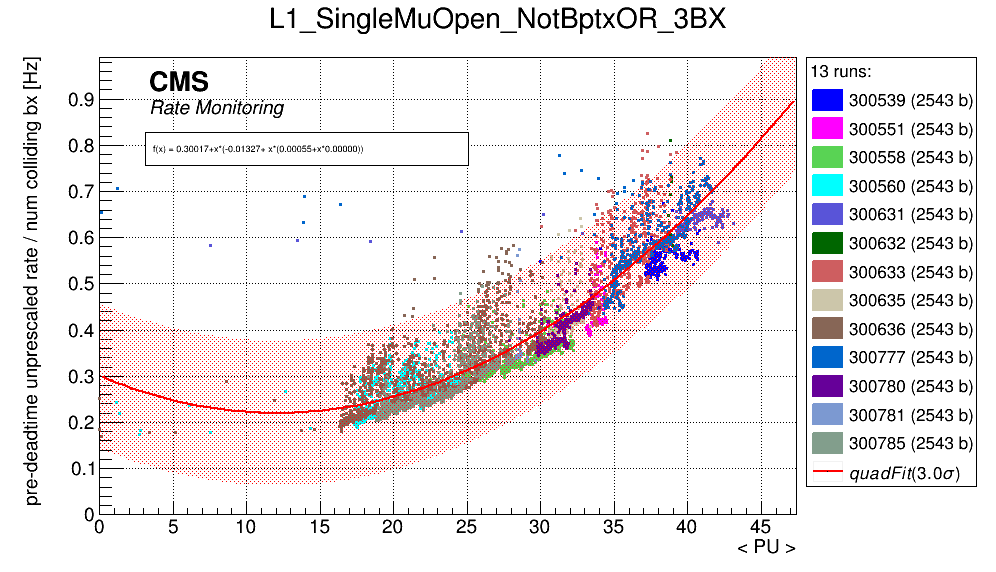 L1_SingleMuOpen_NotBptxOR_3BX
pre-deadtime unprescaled rate / num colliding bx [Hz]
CMS
Rate Monitoring
f(x) = 0.30017+x*(-0.01327+ x*(0.00055+x*0.00000))
0.9
0.8
0.7
0.6
0.5
0.4
0.3
0.2
0.1
0
0 5 10 15 20 25 30 35 40 45
< PU >
13 runs:
300539 (2543 b)
300551 (2543 b)
300558 (2543 b)
300560 (2543 b)
300631 (2543 b)
300632 (2543 b)
300633 (2543 b)
300635 (2543 b)
300636 (2543 b)
300777 (2543 b)
300780 (2543 b)
300781 (2543 b)
300785 (2543 b)
quadFit(3.0σ)